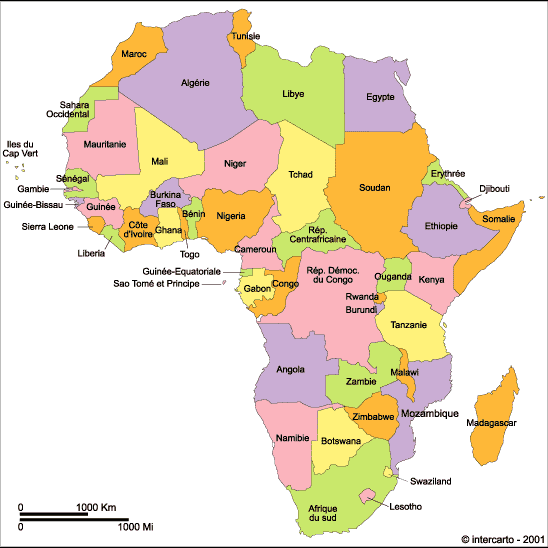 Tunisie
Maroc
Algérie
Libye
Egypte
Sahara
Occidental
Mauritanie
Iles du
Cap Vert
Mali
Niger
Tchad
Soudan
Erythrée
Djibouti
Sénégal
Gambie
Guinée-Bissau
Guinée
Sierra Leone
Liberia
Côte
d'Ivoire
Burkina
Faso
Ghana
Togo
Bénin
Nigeria
Cameroun
Rép.
Centrafricaine
Ethiopie
Somalie
Guinée-Equatoriale
Sao Tomé et Principe
Gabon
Congo
Rép. Démoc.
du Congo
Ouganda
Kenya
Rwanda
Burundi
Tanzanie
Angola
Zambie
Malawi
Mozambique
Zimbabwe
Madagascar
Namibie
Botswana
Swaziland
Lesotho
Afrique
du sud
0 1000 Km
0 1000 Mi
© intercarto - 2001